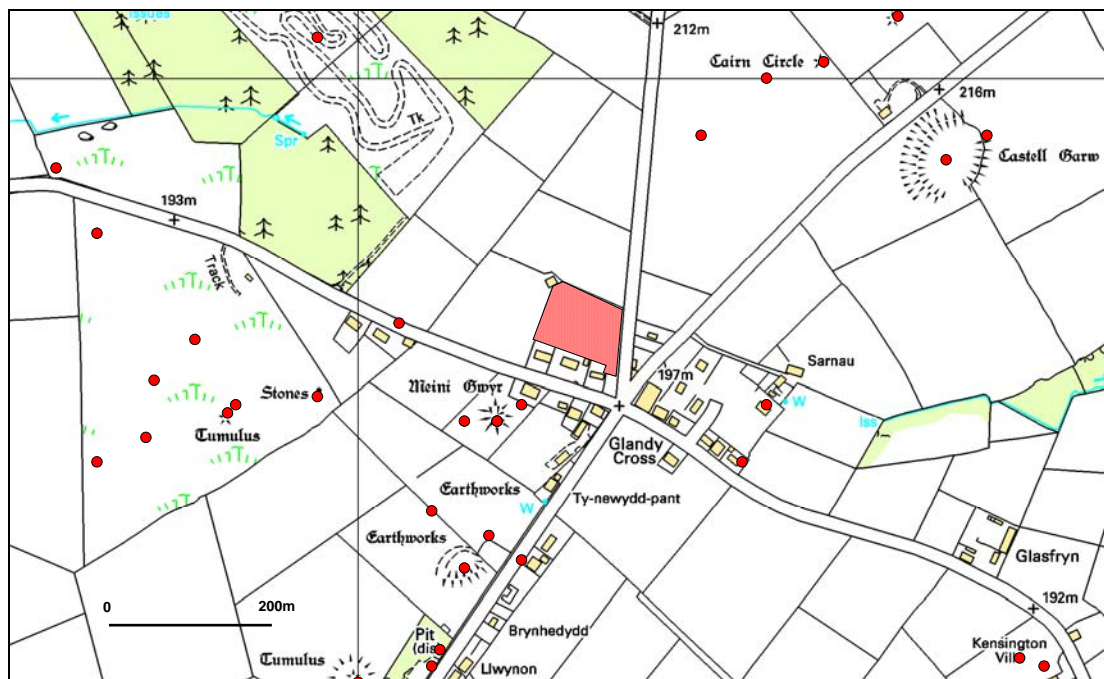 Issues
212m
Cairn Circle
216m
Tk
Spr
Castell Garw
193m
Track
Sarnau
197m
Meini Gwyr
Stones
W
Iss
Tumulus
Glandy
Cross
Earthworks
Ty-newydd-pant
W
Earthworks
Glasfryn
0
200m
192m
Brynhedydd
Pit
(dis
Kensington
Vill
Tumulus
Llwynon